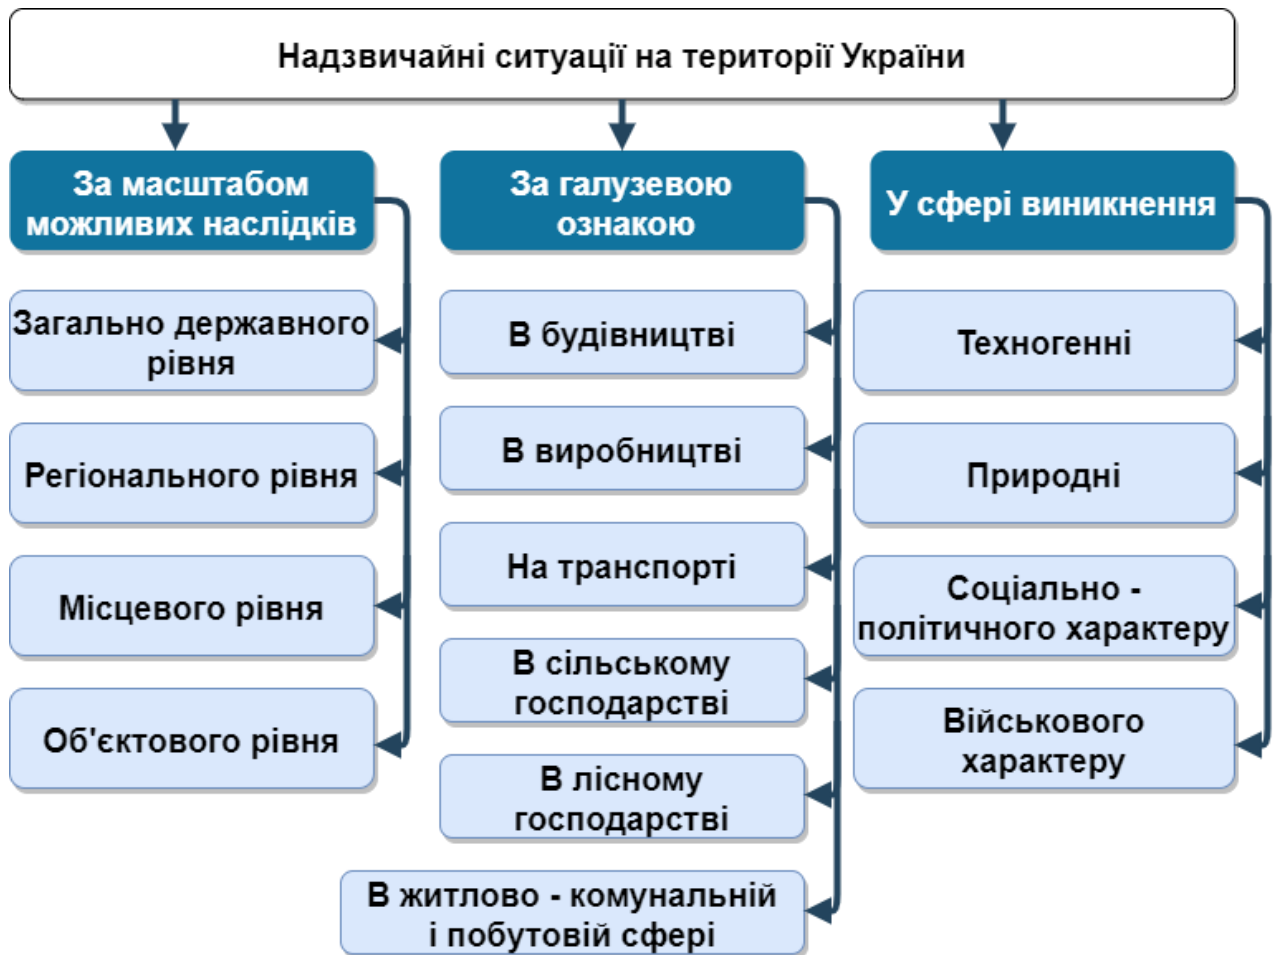 Надзвичайні ситуації на території України
За масштабом
можливих наслідків
Загально державного
рівня
Регіонального рівня
Місцевого рівня
Об'єктового рівня
За галузевою
ознакою
В будівництві
В виробництві
На транспорті
В сільському
господарстві
В лісному
господарстві
В житлово - комунальній
і побутовій сфері
У сфері виникнення
Техногенні
Природні
Соціально -
політичного характеру
Військового
характеру